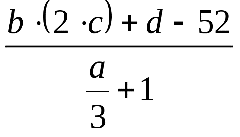 b ·(2 ·c) + d − 52
a
3 +1